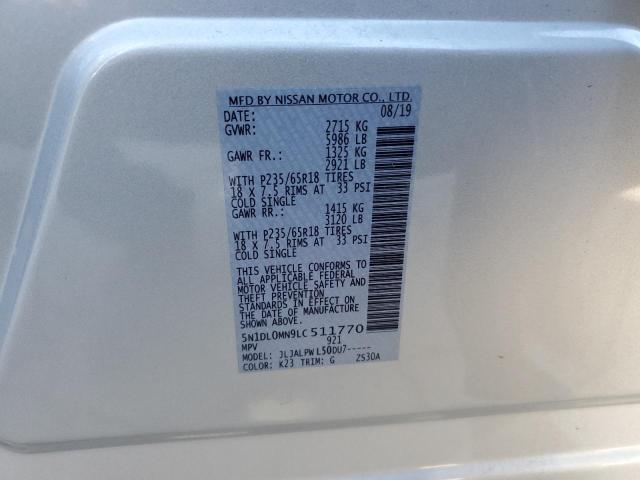 MFD BY NISSAN MOTOR CO., LTD.
DATE: 08/19
GVWR: 2715 KG
5986 LB
GAWR FR.: 1325 KG
2921 LB
WITH P235/65R18 TIRES
18 X 7.5 RIMS AT 33 PSI
COLD SINGLE
GAWR RR.: 1415 KG
3120 LB
WITH P235/65R18 TIRES
18 X 7.5 RIMS AT 33 PSI
COLD SINGLE
THIS VEHICLE CONFORMS TO
ALL APPLICABLE FEDERAL
MOTOR VEHICLE SAFETY AND
THEFT PREVENTION
STANDARDS IN EFFECT ON
THE DATE OF MANUFACTURE
SHOWN ABOVE.
5N1DL0MN9LC511770
MPV 921
MODEL: JLJALPWL50DU7-----
COLOR: K23 TRIM: G ZS30A